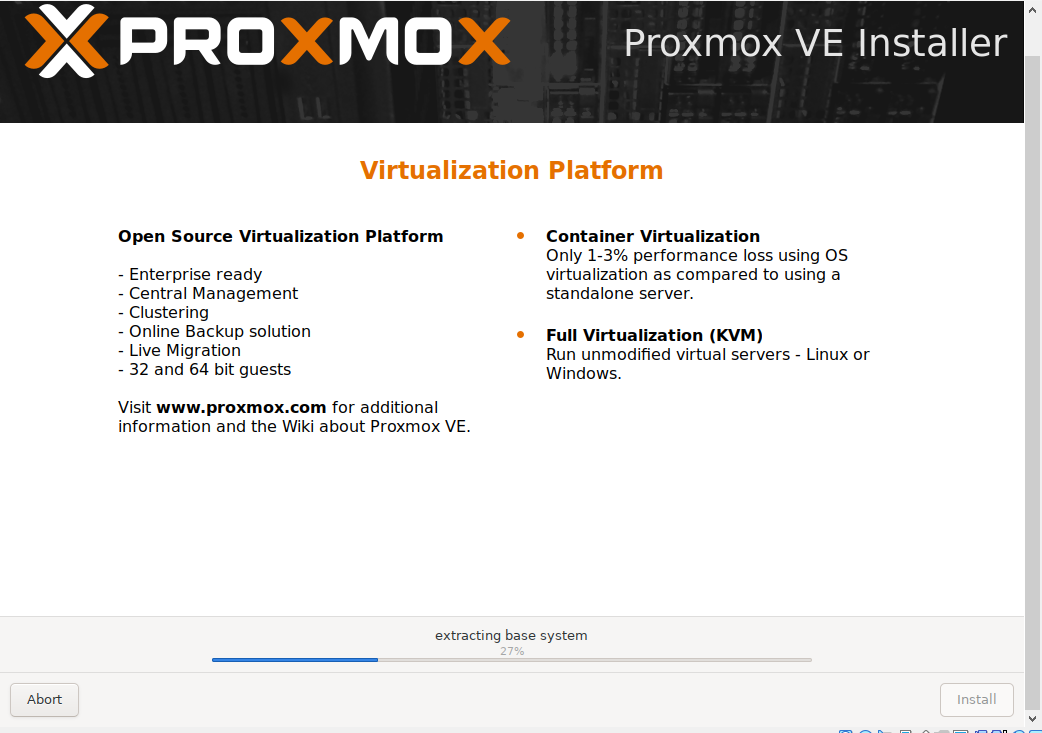 PROXMOX
Proxmox VE Installer
Virtualization Platform
Open Source Virtualization Platform
- Enterprise ready
- Central Management
- Clustering
- Online Backup solution
- Live Migration
- 32 and 64 bit guests
Visit www.proxmox.com for additional
information and the Wiki about Proxmox VE.
Container Virtualization
Only 1-3% performance loss using OS
virtualization as compared to using a
standalone server.
Full Virtualization (KVM)
Run unmodified virtual servers - Linux or
Windows.
extracting base system
27%
Abort
Install